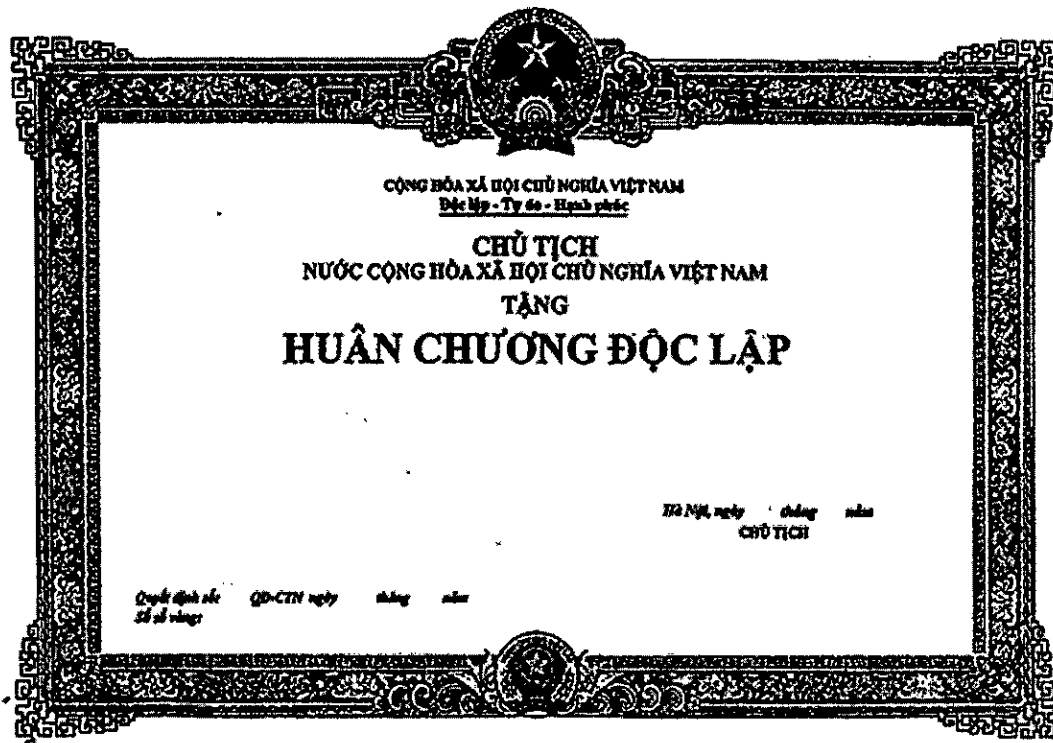 CỘNG HÒA XÃ HỘI CHỦ NGHĨA VIỆT NAM
Độc lập - Tự do - Hạnh phúc
CHỦ TỊCH
NƯỚC CỘNG HÒA XÃ HỘI CHỦ NGHĨA VIỆT NAM
TẶNG
HUÂN CHƯƠNG ĐỘC LẬP
Hà Nội, ngày tháng năm
CHỦ TỊCH
Quyết định số: QĐ-CTN ngày tháng năm
Số sổ vàng: